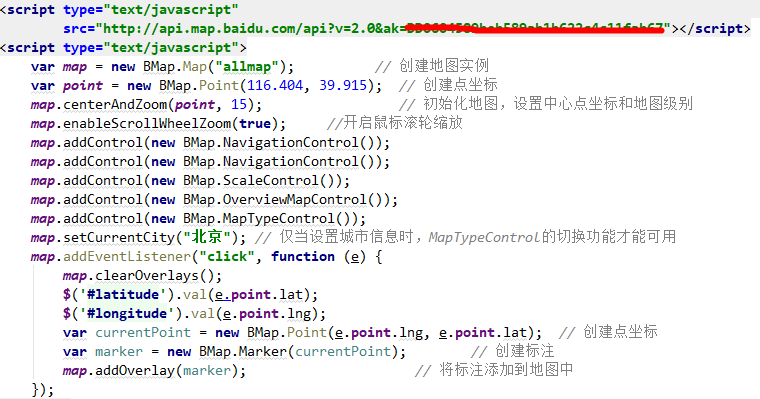 <script type="text/javascript"
src="http://api.map.baidu.com/api?v=2.0&ak="></script>
<script type="text/javascript">
var map = new BMap.Map("allmap"); // 创建地图实例
var point = new BMap.Point(116.404, 39.915); // 创建点坐标
map.centerAndZoom(point, 15); // 初始化地图，设置中心点坐标和地图级别
map.enableScrollWheelZoom(true); //开启鼠标滚轮缩放
map.addControl(new BMap.NavigationControl());
map.addControl(new BMap.NavigationControl());
map.addControl(new BMap.ScaleControl());
map.addControl(new BMap.OverviewMapControl());
map.addControl(new BMap.MapTypeControl());
map.setCurrentCity("北京"); // 仅当设置城市信息时，MapTypeControl的切换功能才能可用
map.addEventListener("click", function (e) {
map.clearOverlays();
$('#latitude').val(e.point.lat);
$('#longitude').val(e.point.lng);
var currentPoint = new BMap.Point(e.point.lng, e.point.lat); // 创建点坐标
var marker = new BMap.Marker(currentPoint); // 创建标注
map.addOverlay(marker); // 将标注添加到地图中
});